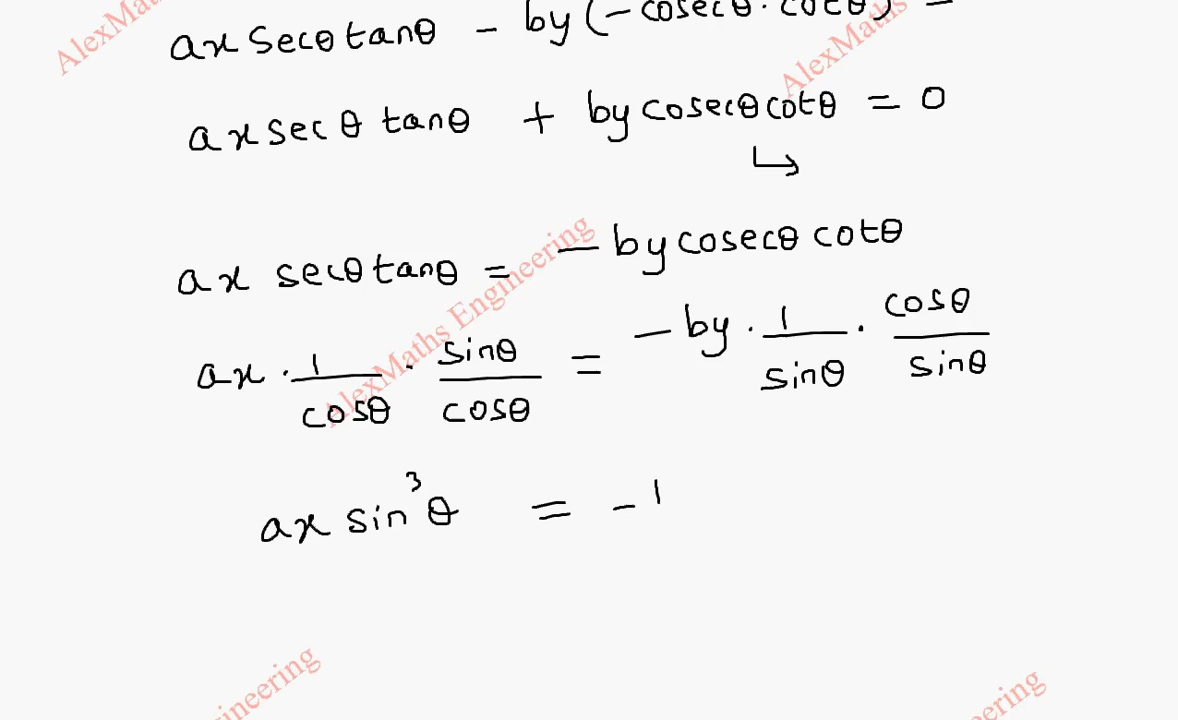 ax secθ tanθ - by (-cosecθ. cotθ) =
ax sec θ tanθ + by cosecθ cotθ = 0
ax secθ tanθ = - by cosecθ cotθ
ax . 1/cosθ . sinθ/cosθ = - by . 1/sinθ . cosθ/sinθ
ax sin³θ = - 1
AlexMaths Engineering